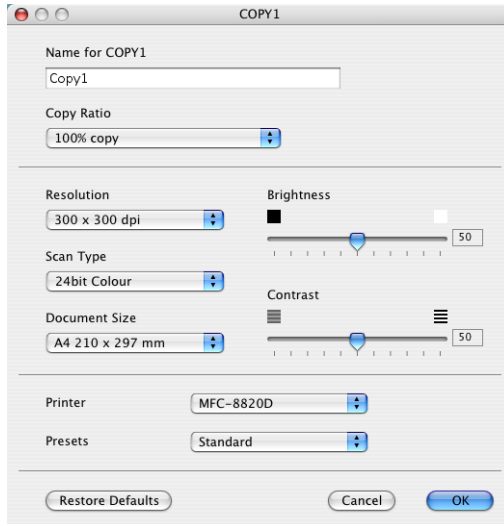 COPY1
Name for COPY1
Copy1
Copy Ratio
100% copy
Resolution
300 x 300 dpi
Scan Type
24bit Colour
Document Size
A4 210 x 297 mm
Brightness
50
Contrast
50
Printer
MFC-8820D
Presets
Standard
Restore Defaults
Cancel
OK